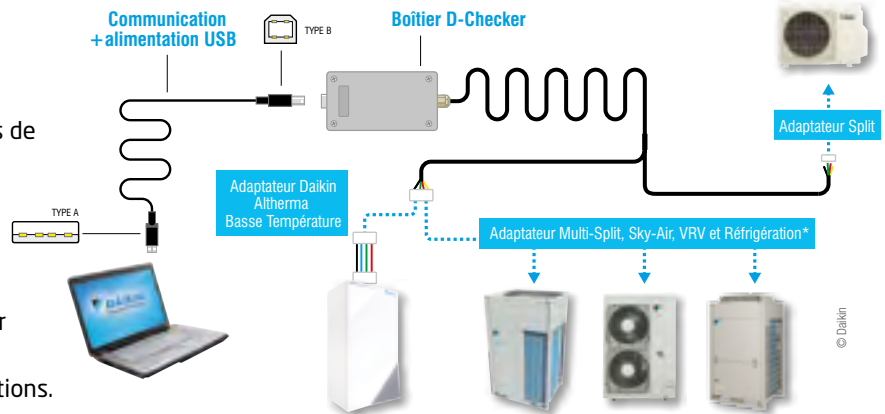 Communication
+alimentation USB
TYPE B
Boîtier D-Checker
s de
Adaptateur Split
Adaptateur Daikin
Altherma
Basse Température
TYPE A
Adaptateur Multi-Split, Sky-Air, VRV et Réfrigération*
DAIKIN
r
tions.
© Daikin